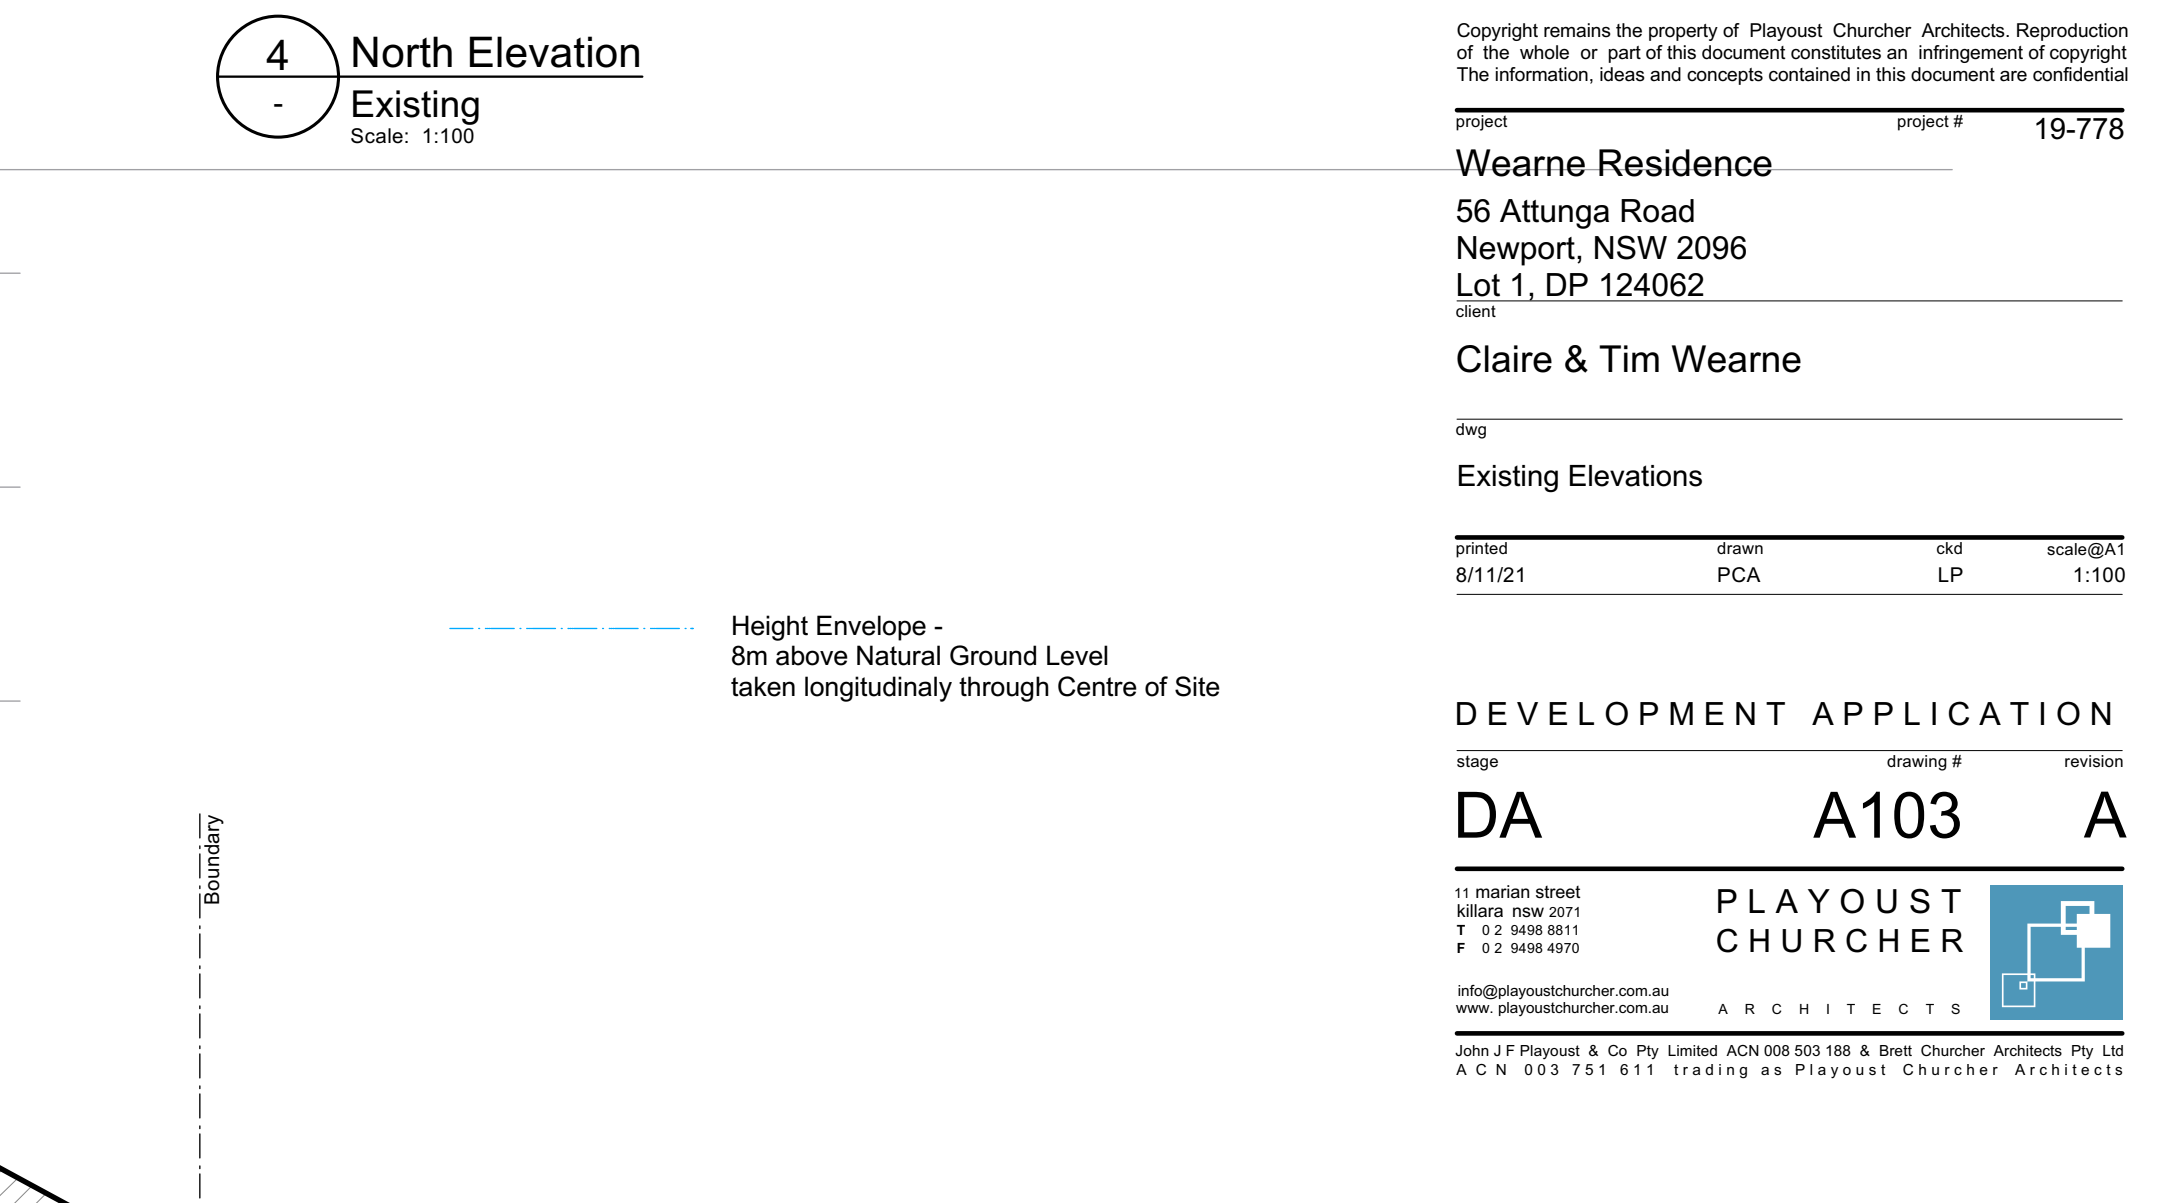 4
-
North Elevation
Existing
Scale: 1:100
Height Envelope -
8m above Natural Ground Level
taken longitudinaly through Centre of Site
Boundary
Copyright remains the property of Playoust Churcher Architects. Reproduction
of the whole or part of this document constitutes an infringement of copyright
The information, ideas and concepts contained in this document are confidential
project project # 19-778
Wearne Residence
56 Attunga Road
Newport, NSW 2096
Lot 1, DP 124062
client
Claire & Tim Wearne
dwg
Existing Elevations
printed drawn ckd scale@A1
8/11/21 PCA LP 1:100
DEVELOPMENT APPLICATION
stage drawing # revision
DA A103 A
11 marian street
killara nsw 2071
T 02 9498 8811
F 02 9498 4970
info@playoustchurcher.com.au
www. playoustchurcher.com.au
PLAYOUST
CHURCHER
ARCHITECTS
John J F Playoust & Co Pty Limited ACN 008 503 188 & Brett Churcher Architects Pty Ltd
ACN 003 751 611 trading as Playoust Churcher Architects